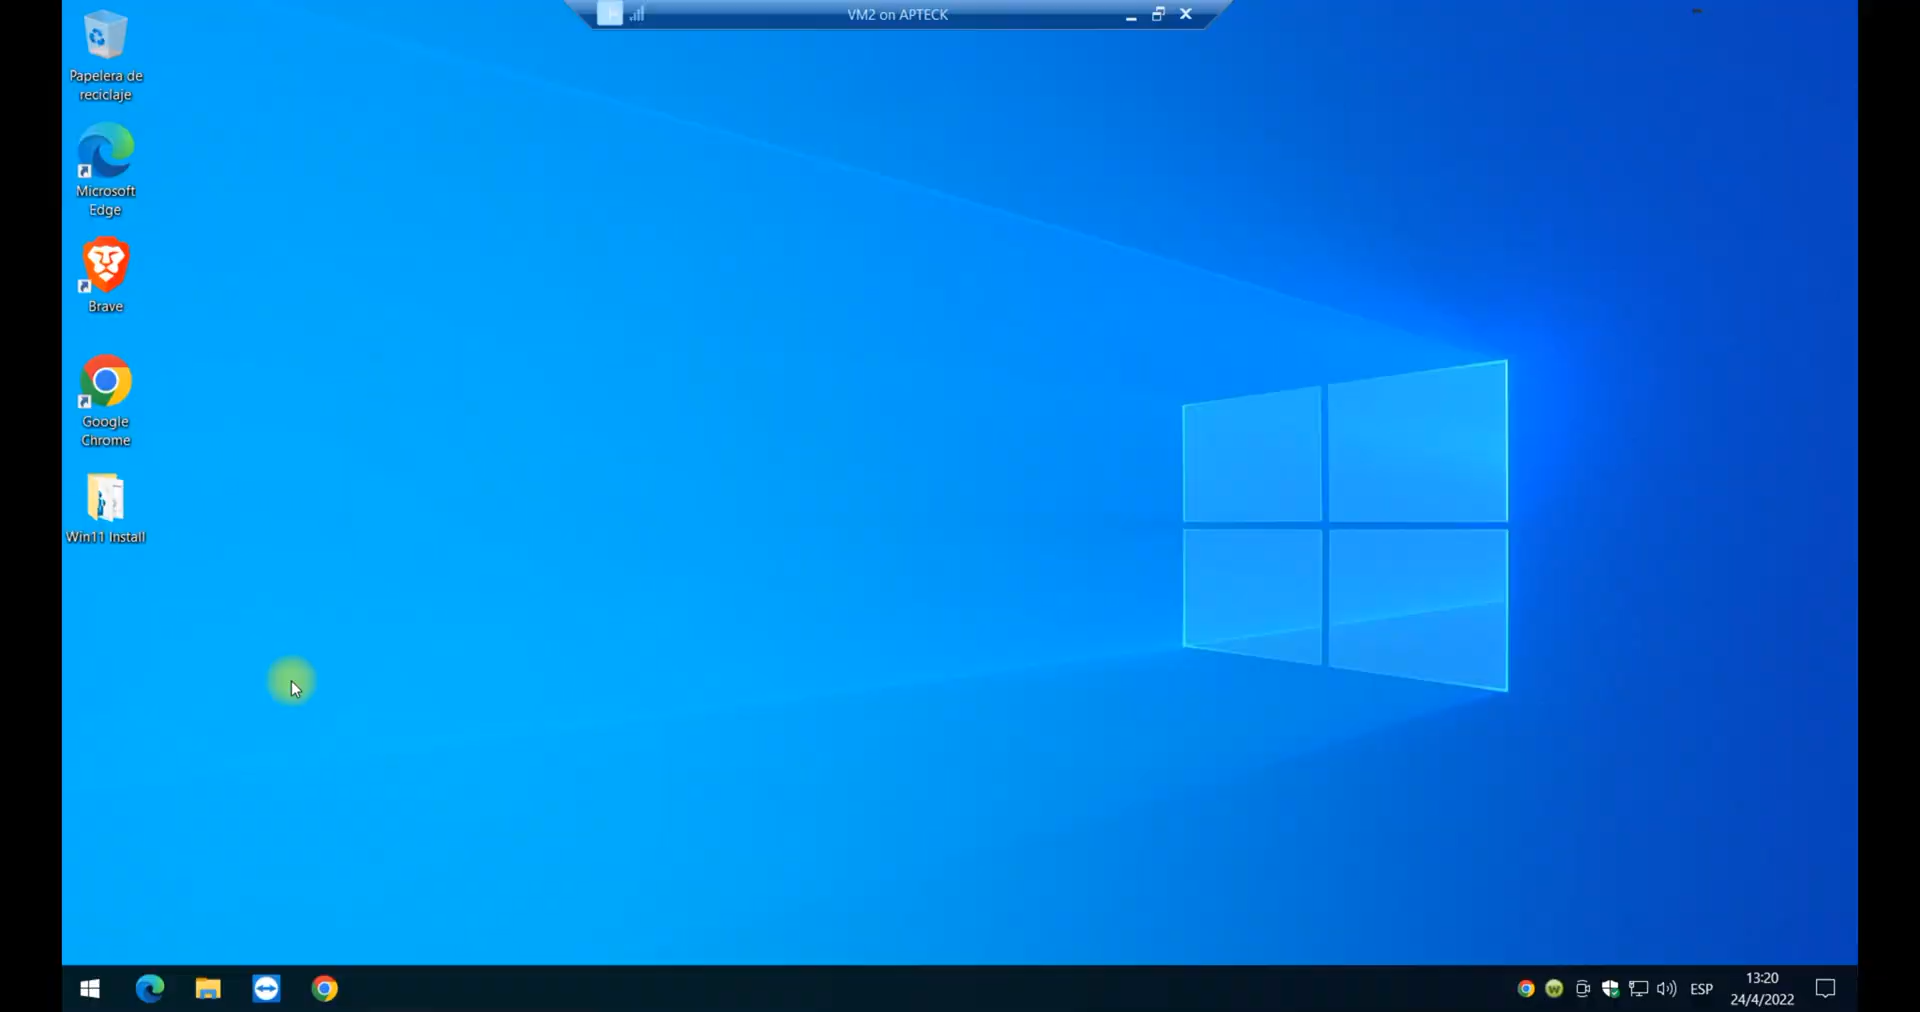 VM2 on APTECK
Papelera de
reciclaje
Microsoft
Edge
Brave
Google
Chrome
Win11 Install
ESP
13:20
24/4/2022